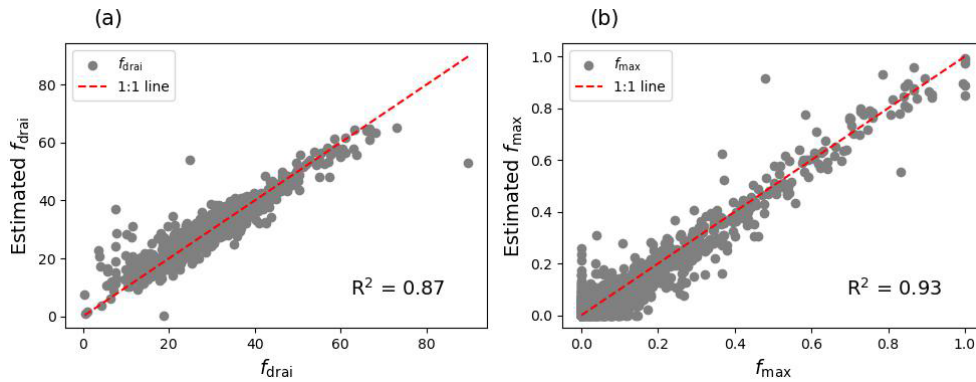 (a)
(b)
f_drai
1:1 line
Estimated f_drai
80
60
40
20
0
R² = 0.87
0
20
40
60
80
f_drai
f_max
1:1 line
Estimated f_max
1.0
0.8
0.6
0.4
0.2
0.0
R² = 0.93
0.0
0.2
0.4
0.6
0.8
1.0
f_max